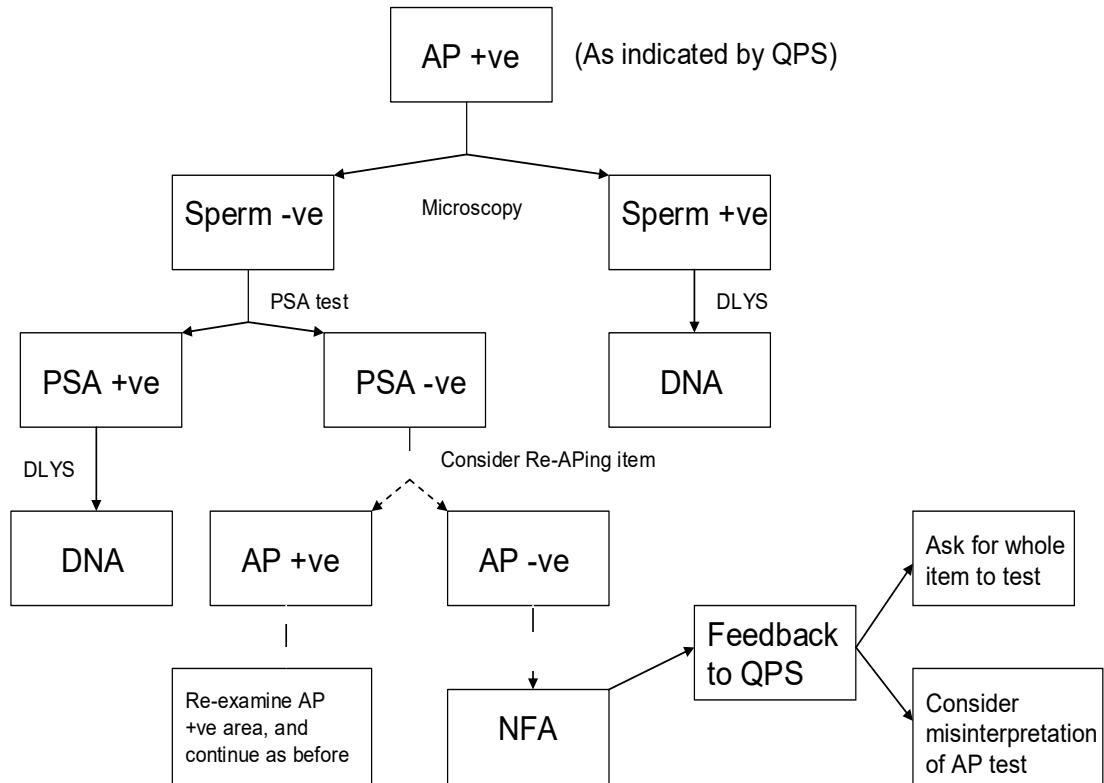 AP +ve
(As indicated by QPS)
Sperm -ve
Microscopy
Sperm +ve
PSA test
DLYS
PSA +ve
PSA -ve
DNA
DLYS
Consider Re-APing item
DNA
AP +ve
AP -ve
Ask for whole
item to test
Feedback
to QPS
Re-examine AP
+ve area, and
continue as before
NFA
Consider
misinterpretation
of AP test